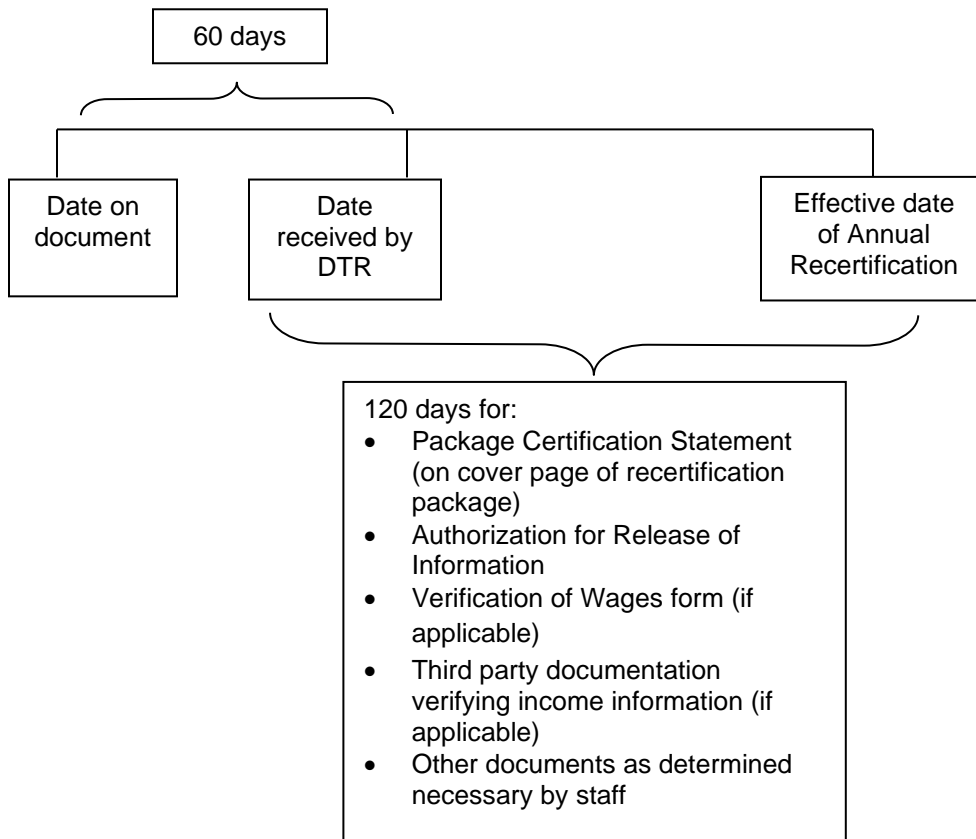 60 days
Date on
document
Date
received by
DTR
Effective date
of Annual
Recertification
120 days for:
• Package Certification Statement
(on cover page of recertification
package)
• Authorization for Release of
Information
• Verification of Wages form (if
applicable)
• Third party documentation
verifying income information (if
applicable)
• Other documents as determined
necessary by staff